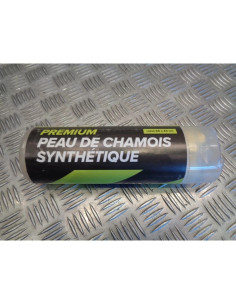 PREMIUM
PEAU DE CHAMOIS
SYNTHÉTIQUE